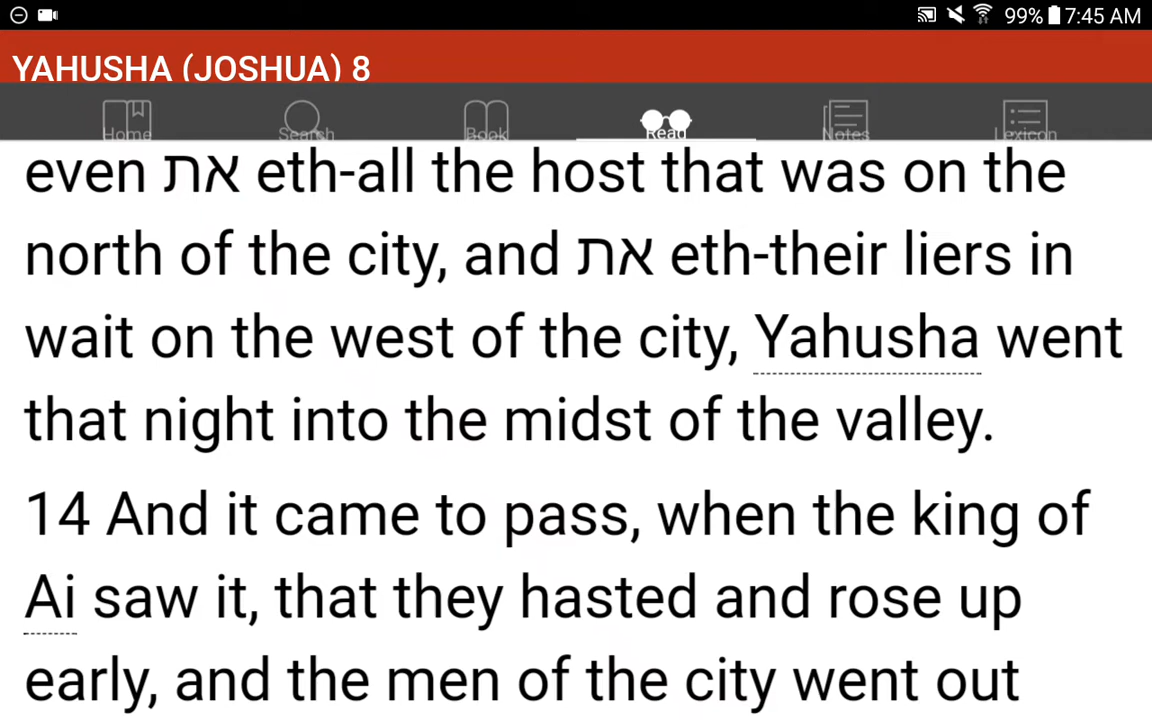 99% 7:45 AM
YAHUSHA (JOSHUA) 8
Home Search Book Read Notes Lexicon
even את eth-all the host that was on the
north of the city, and את eth-their liers in
wait on the west of the city, Yahusha went
that night into the midst of the valley.
14 And it came to pass, when the king of
Ai saw it, that they hasted and rose up
early, and the men of the city went out